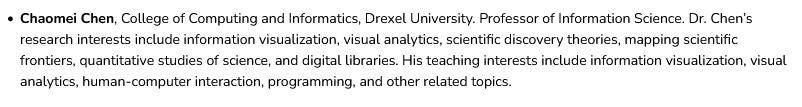 • Chaomei Chen, College of Computing and Informatics, Drexel University. Professor of Information Science. Dr. Chen's
research interests include information visualization, visual analytics, scientific discovery theories, mapping scientific
frontiers, quantitative studies of science, and digital libraries. His teaching interests include information visualization, visual
analytics, human-computer interaction, programming, and other related topics.